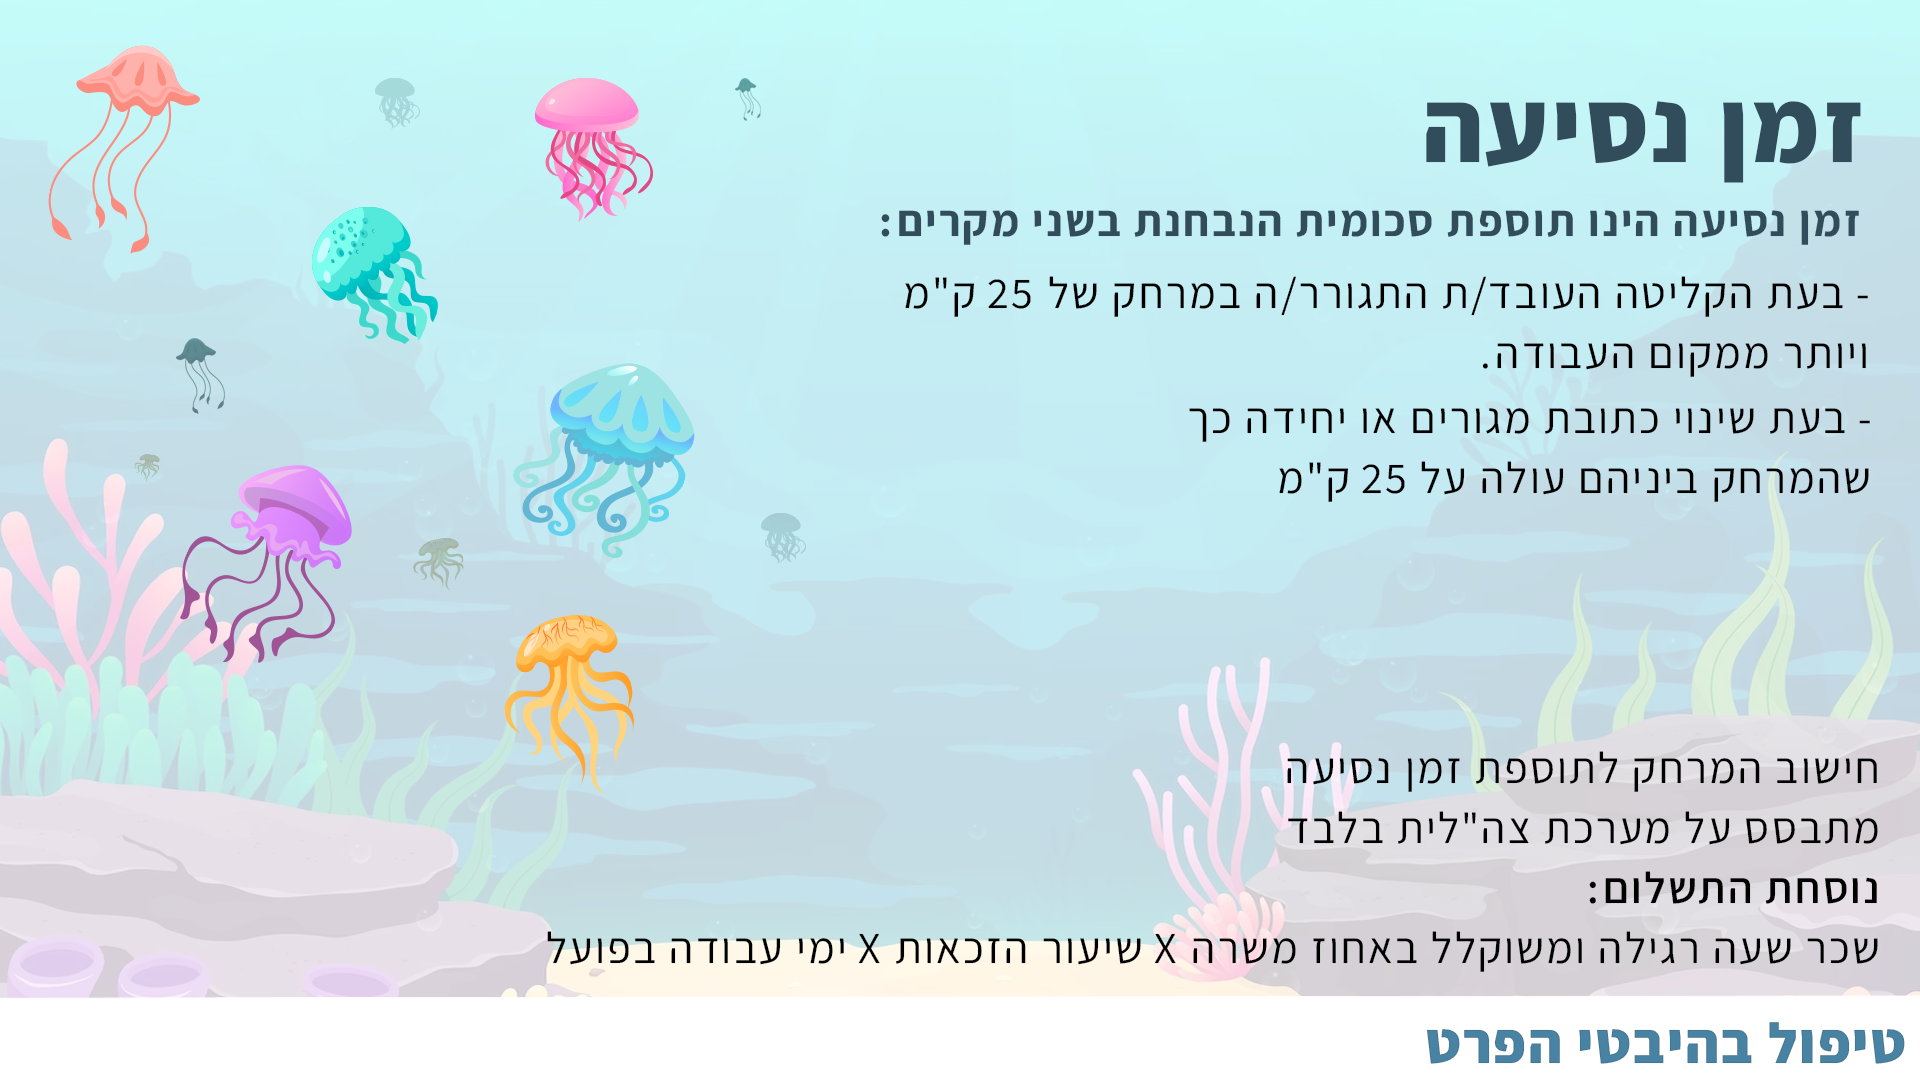 זמן נסיעה
זמן נסיעה הינו תוספת סכומית הנבחנת בשני מקרים:
- בעת הקליטה העובד/ת התגורר/ה במרחק של 25 ק"מ
ויותר ממקום העבודה.
- בעת שינוי כתובת מגורים או יחידה כך
שהמרחק ביניהם עולה על 25 ק"מ
חישוב המרחק לתוספת זמן נסיעה
מתבסס על מערכת צה"לית בלבד
נוסחת התשלום:
שכר שעה רגילה ומשוקלל באחוז משרה X שיעור הזכאות X ימי עבודה בפועל
טיפול בהיבטי הפרט